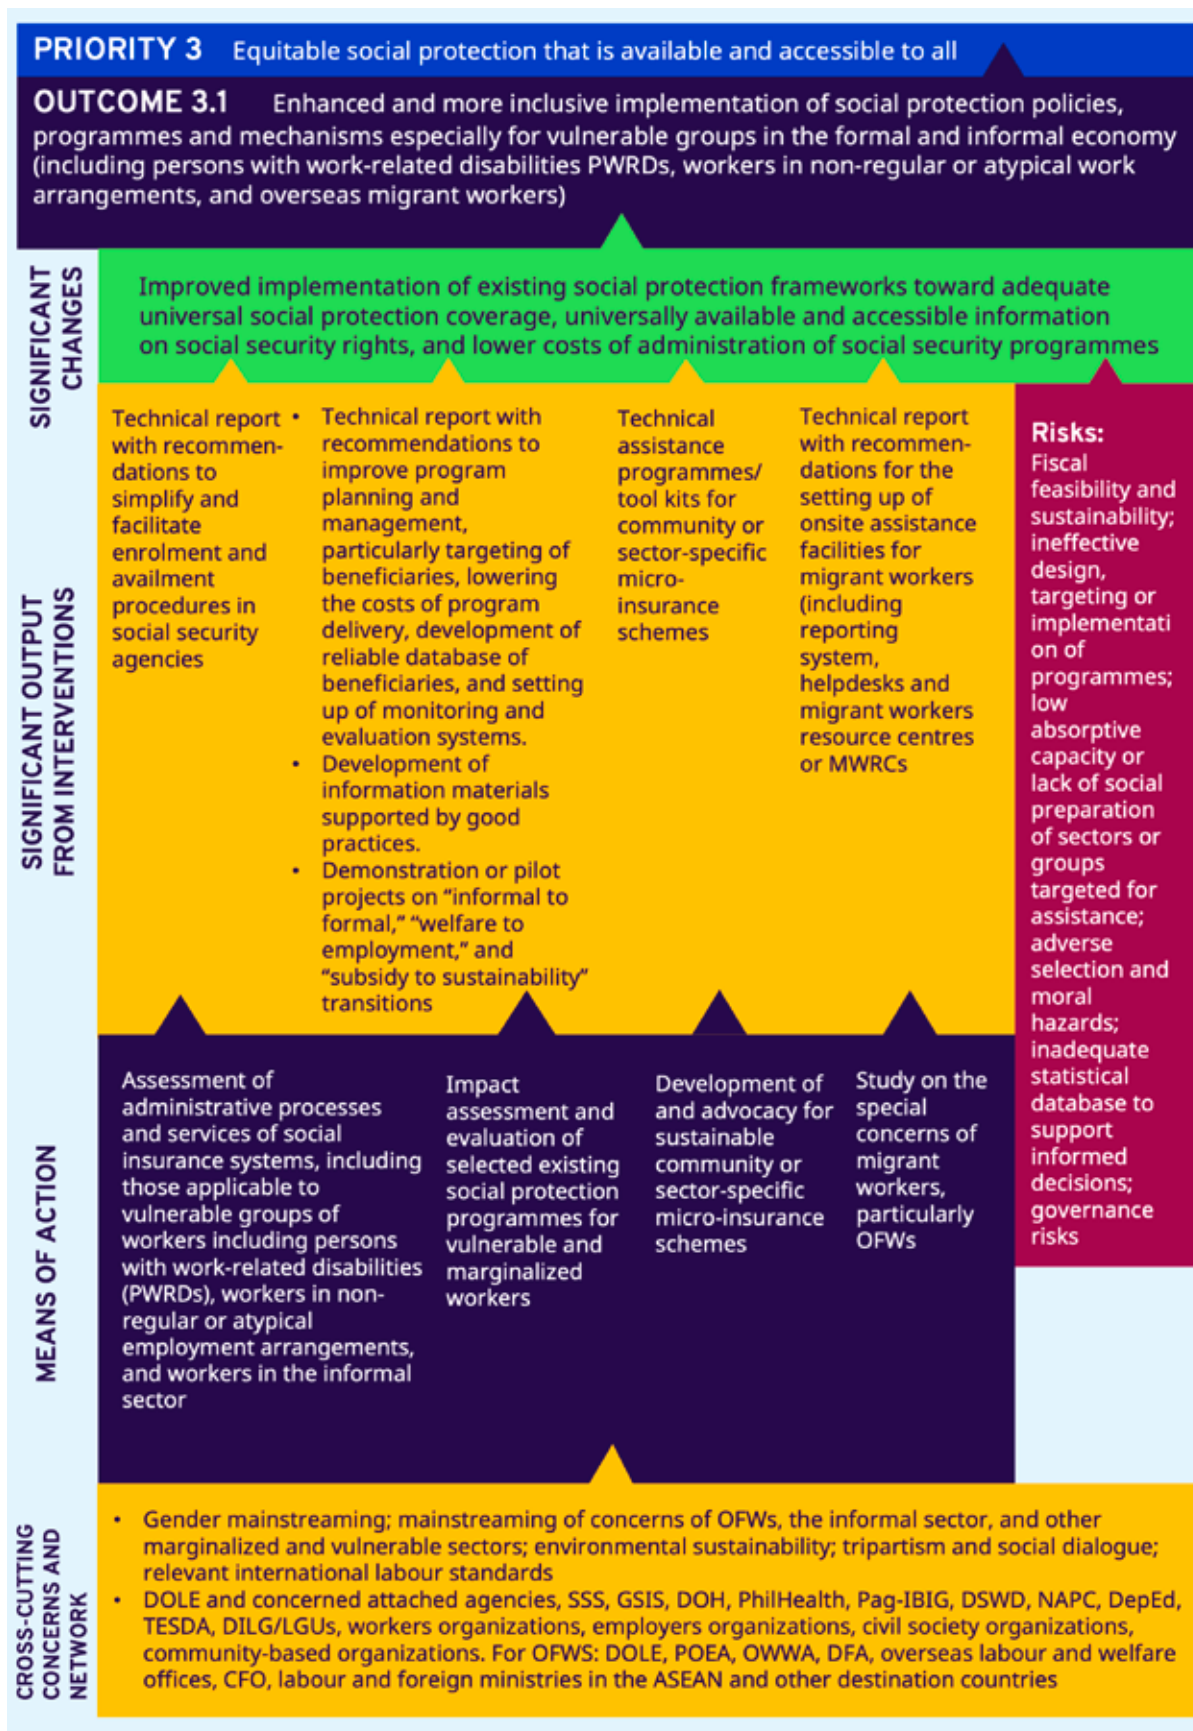 PRIORITY 3 Equitable social protection that is available and accessible to all
OUTCOME 3.1 Enhanced and more inclusive implementation of social protection policies,
programmes and mechanisms especially for vulnerable groups in the formal and informal economy
(including persons with work-related disabilities PWRDs, workers in non-regular or atypical work
arrangements, and overseas migrant workers)
SIGNIFICANT
CHANGES
Improved implementation of existing social protection frameworks toward adequate
universal social protection coverage, universally available and accessible information
on social security rights, and lower costs of administration of social security programmes
SIGNIFICANT OUTPUT
FROM INTERVENTIONS
Technical report
with recommen-
dations to
simplify and
facilitate
enrolment and
availment
procedures in
social security
agencies
• Technical report with
recommendations to
improve program
planning and
management,
particularly targeting of
beneficiaries, lowering
the costs of program
delivery, development of
reliable database of
beneficiaries, and setting
up of monitoring and
evaluation systems.
• Development of
information materials
supported by good
practices.
• Demonstration or pilot
projects on “informal to
formal,” “welfare to
employment,” and
“subsidy to sustainability”
transitions
Technical
assistance
programmes/
tool kits for
community or
sector-specific
micro-
insurance
schemes
Technical report
with recommen-
dations for the
setting up of
onsite assistance
facilities for
migrant workers
(including
reporting
system,
helpdesks and
migrant workers
resource centres
or MWRCs
Risks:
Fiscal
feasibility and
sustainability;
ineffective
design,
targeting or
implementati
on of
programmes;
low
absorptive
capacity or
lack of social
preparation
of sectors or
groups
targeted for
assistance;
adverse
selection and
moral
hazards;
inadequate
statistical
database to
support
informed
decisions;
governance
risks
MEANS OF ACTION
Assessment of
administrative processes
and services of social
insurance systems, including
those applicable to
vulnerable groups of
workers including persons
with work-related disabilities
(PWRDs), workers in non-
regular or atypical
employment arrangements,
and workers in the informal
sector
Impact
assessment and
evaluation of
selected existing
social protection
programmes for
vulnerable and
marginalized
workers
Development of
and advocacy for
sustainable
community or
sector-specific
micro-insurance
schemes
Study on the
special
concerns of
migrant
workers,
particularly
OFWs
CROSS-CUTTING
CONCERNS AND
NETWORK
• Gender mainstreaming; mainstreaming of concerns of OFWs, the informal sector, and other
marginalized and vulnerable sectors; environmental sustainability; tripartism and social dialogue;
relevant international labour standards
• DOLE and concerned attached agencies, SSS, GSIS, DOH, PhilHealth, Pag-IBIG, DSWD, NAPC, DepEd,
TESDA, DILG/LGUs, workers organizations, employers organizations, civil society organizations,
community-based organizations. For OFWS: DOLE, POEA, OWWA, DFA, overseas labour and welfare
offices, CFO, labour and foreign ministries in the ASEAN and other destination countries